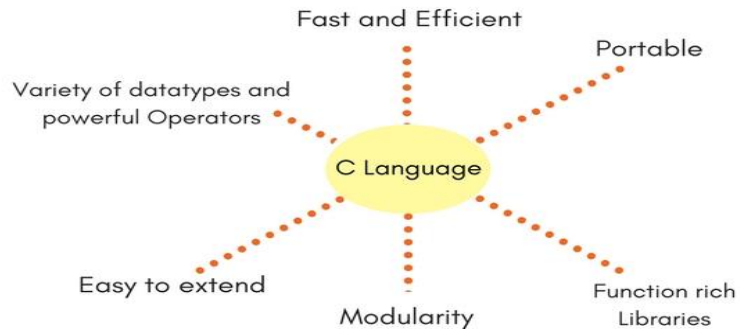 Fast and Efficient
Portable
Variety of datatypes and
powerful Operators
C Language
Easy to extend
Modularity
Function rich
Libraries